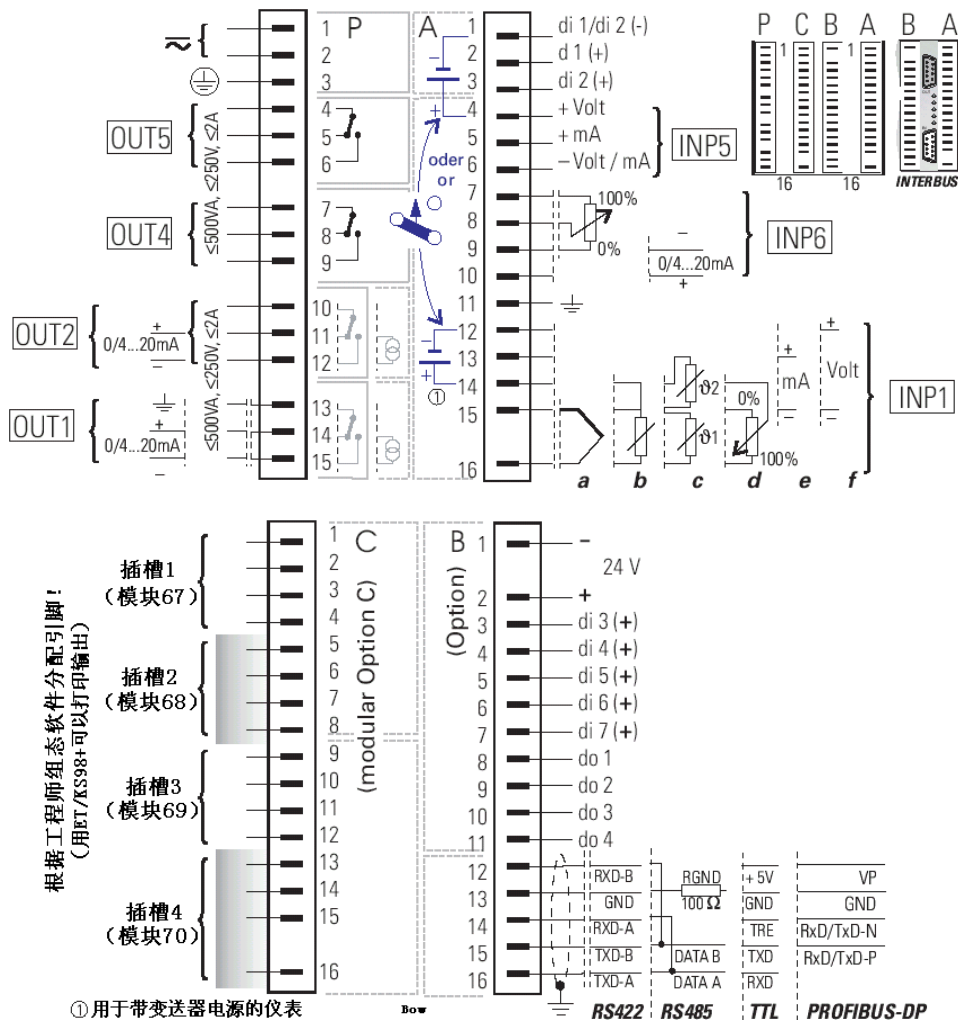 1 P A 1 di 1/di 2 (-)
2 2 d 1 (+)
3 3 di 2 (+)
P C B A B A
1 1
16 16 INTERBUS
OUT5 ≤500VA, ≤250V, ≤2A
4 4 + Volt
5 + 5 + mA INP5
6 oder or 6 – Volt / mA
OUT4
7 7 100%
8 8
9 9 0%
10
– 0/4...20mA + INP6
OUT2 + 0/4...20mA – ≤500VA, ≤250V, ≤2A
10 11
11 – 12
12 + 13
① 14
OUT1 + 0/4...20mA –
13 15
14
15 16
ϑ2 ϑ1
0% 100%
+ mA –
+ Volt –
INP1
a b c d e f
根据工程师组态软件分配引脚!
(用ET/KS98+可以打印输出)
插槽1
(模块67)
插槽2
(模块68)
插槽3
(模块69)
插槽4
(模块70)
1
2
3
4
5
6
7
8
9
10
11
12
13
14
15
16
C
(modular Option C)
B
(Option)
1 –
24 V
2 +
3 di 3 (+)
4 di 4 (+)
5 di 5 (+)
6 di 6 (+)
7 di 7 (+)
8 do 1
9 do 2
10 do 3
11 do 4
12 RXD-B RGND + 5V VP
13 GND 100 Ω GND GND
14 RXD-A TRE RxD/TxD-N
15 TXD-B DATA B TXD RxD/TxD-P
16 TXD-A DATA A RXD
RS422 RS485 TTL PROFIBUS-DP
①用于带变送器电源的仪表
Bow